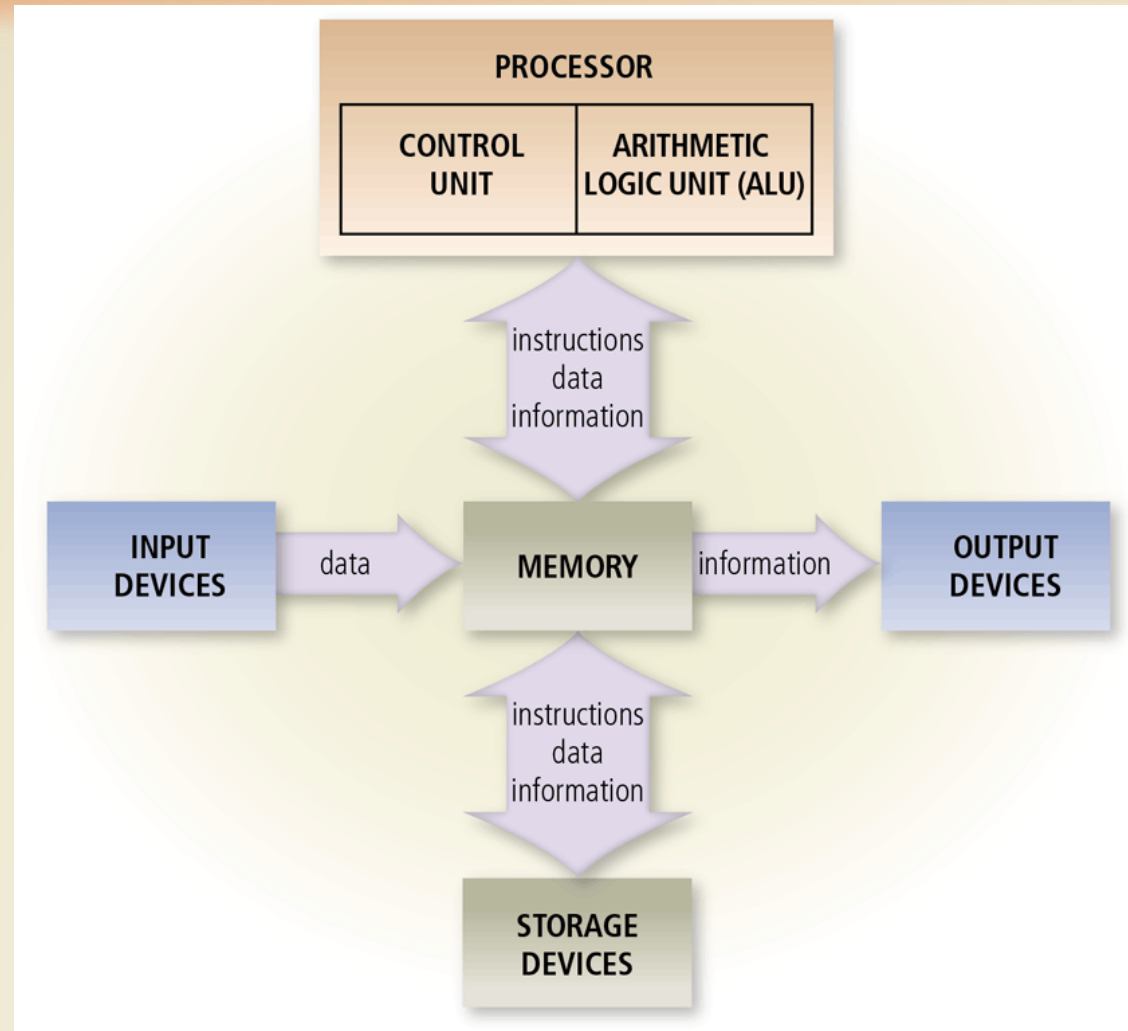 PROCESSOR
CONTROL
UNIT
ARITHMETIC
LOGIC UNIT (ALU)
instructions
data
information
INPUT
DEVICES
data
MEMORY
information
OUTPUT
DEVICES
instructions
data
information
STORAGE
DEVICES